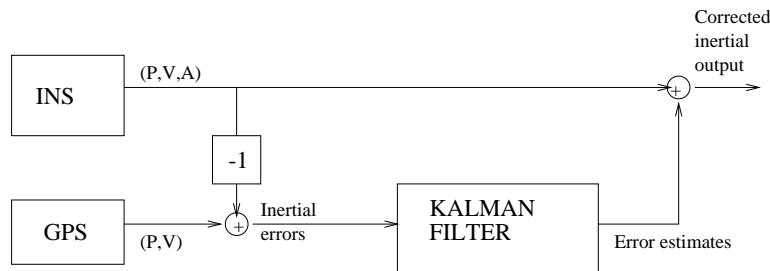 Corrected
inertial
output
(P,V,A)
INS
+
-1
Inertial
errors
KALMAN
FILTER
GPS
(P,V)
+
Error estimates